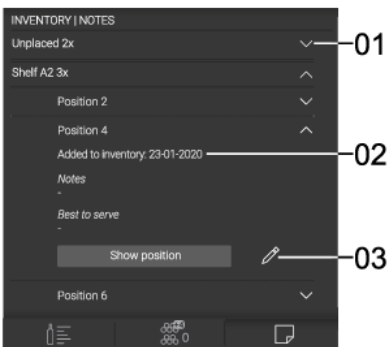 INVENTORY | NOTES
Unplaced 2x
01
Shelf A2 3x
Position 2
Position 4
Added to inventory: 23-01-2020
02
Notes
-
Best to serve
-
Show position
03
Position 6
0